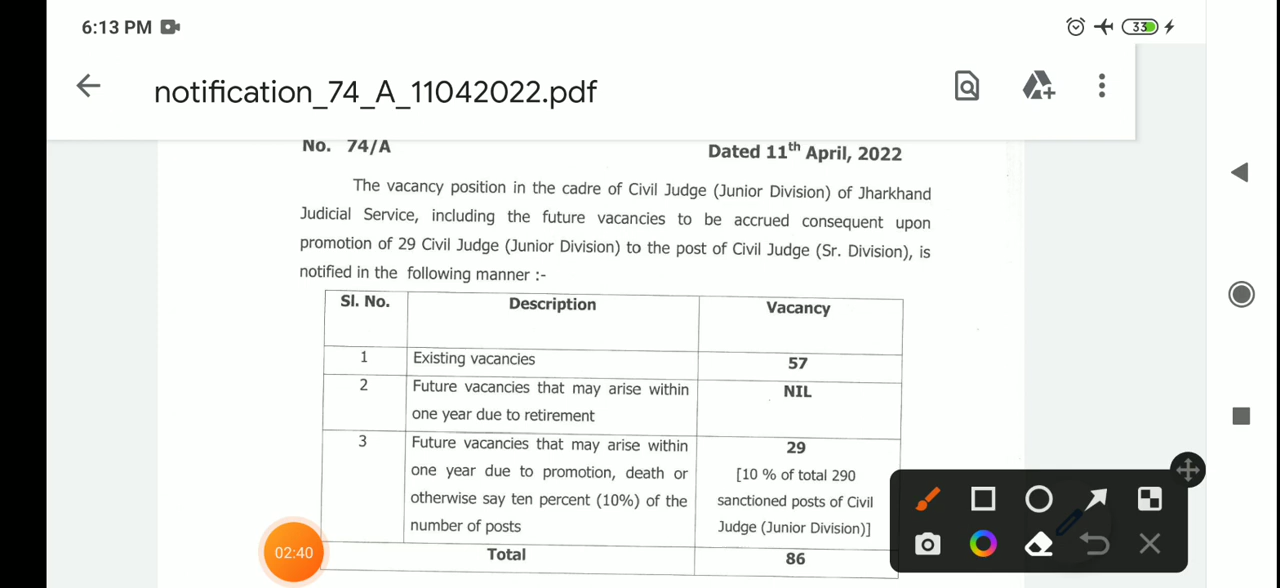 6:13 PM
33
notification_74_A_11042022.pdf
No. 74/A
Dated 11th April, 2022
The vacancy position in the cadre of Civil Judge (Junior Division) of Jharkhand
Judicial Service, including the future vacancies to be accrued consequent upon
promotion of 29 Civil Judge (Junior Division) to the post of Civil Judge (Sr. Division), is
notified in the following manner :-
Sl. No. Description Vacancy
1 Existing vacancies 57
2 Future vacancies that may arise within NIL
one year due to retirement
3 Future vacancies that may arise within 29
one year due to promotion, death or [10 % of total 290
otherwise say ten percent (10%) of the sanctioned posts of Civil
number of posts Judge (Junior Division)]
Total 86
02:40